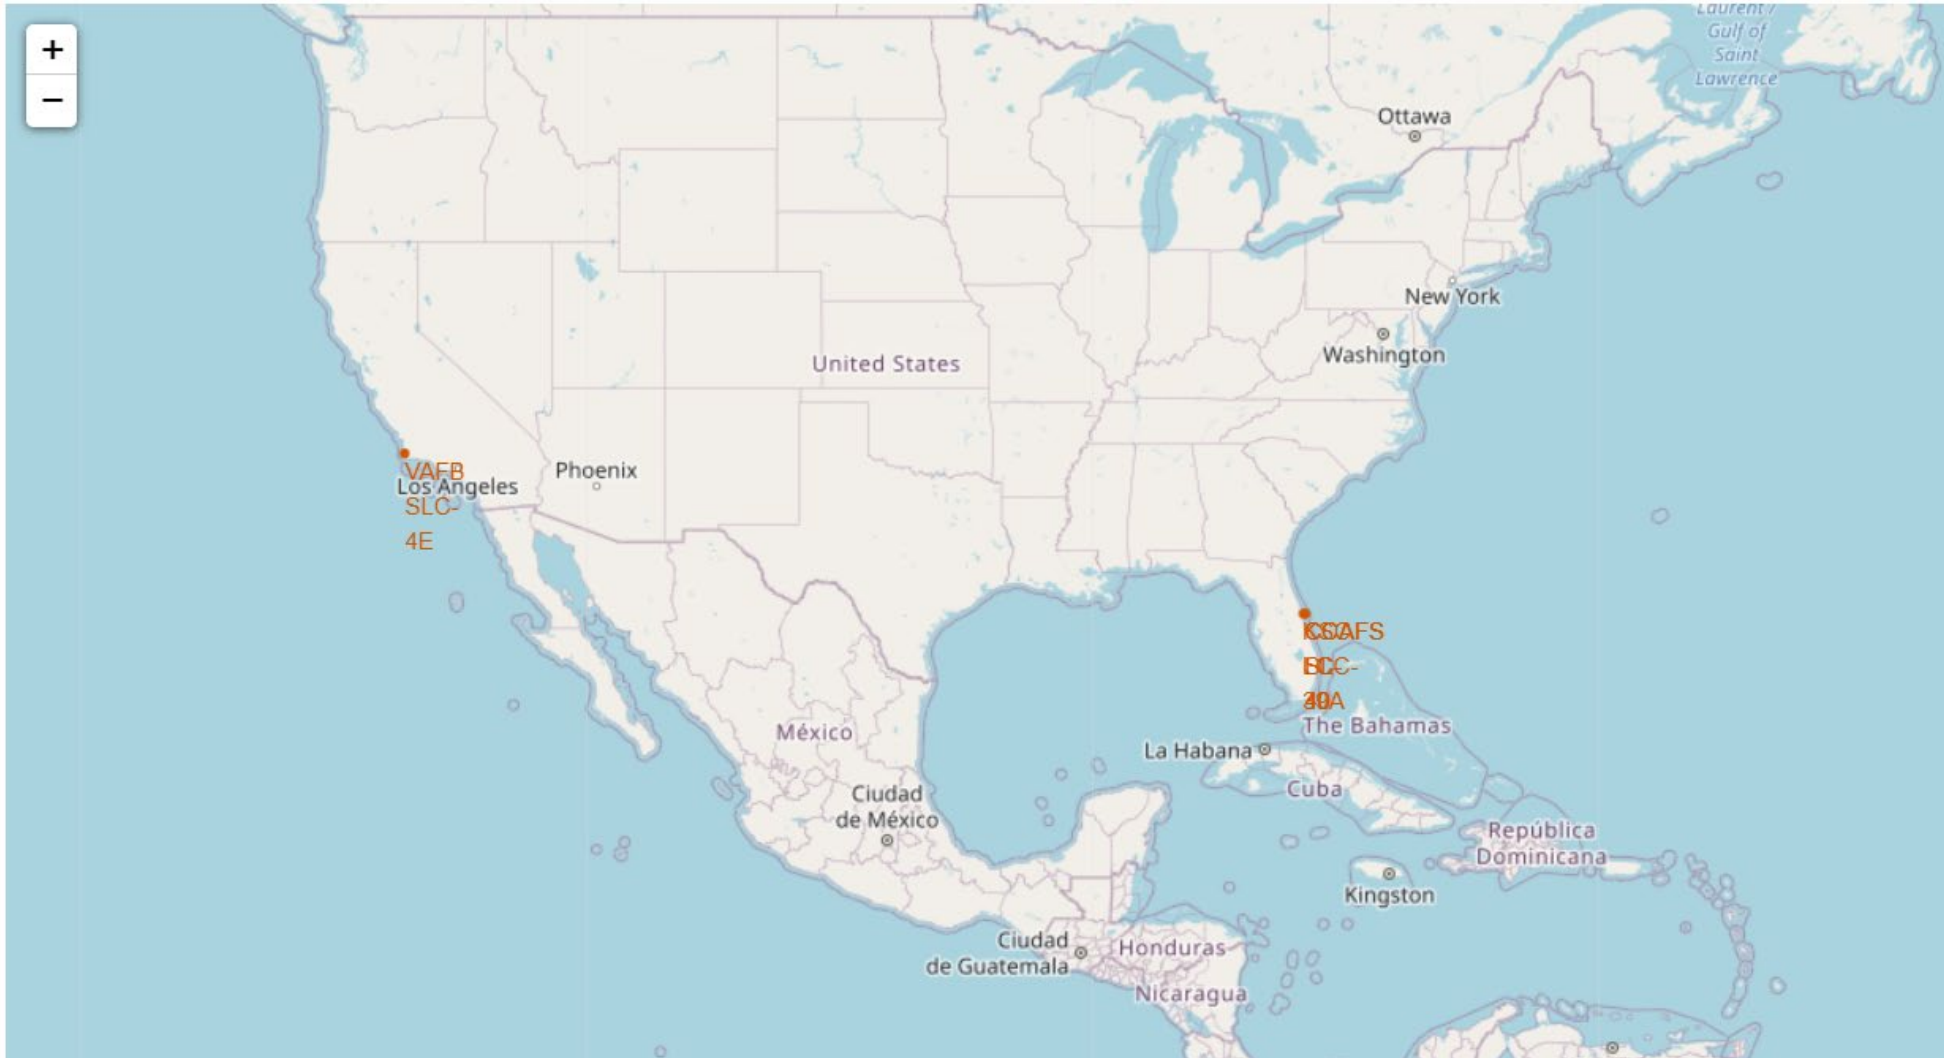 +
−
Laurent /
Gulf of
Saint
Lawrence
Ottawa
New York
Washington
United States
VAFB
SLC-
4E
Los Angeles
Phoenix
The Bahamas
México
La Habana
Cuba
Ciudad
de México
República
Dominicana
Kingston
Ciudad
de Guatemala
Honduras
Nicaragua